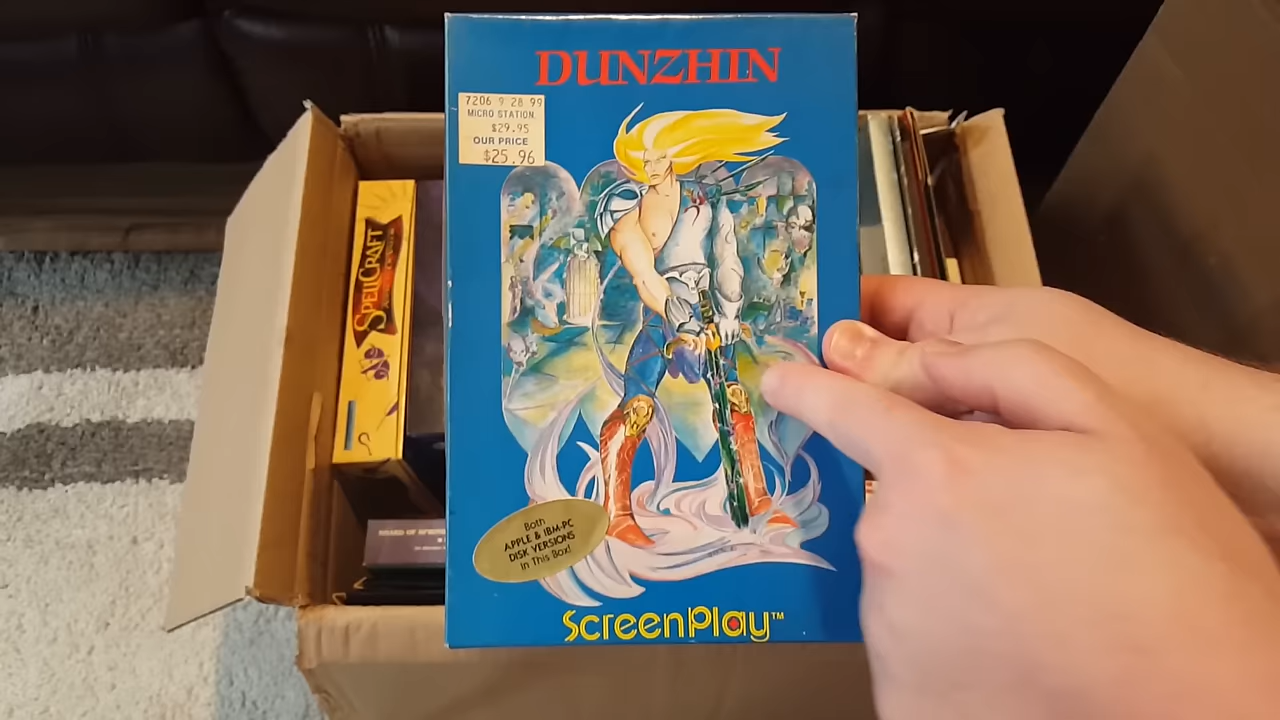 DUNZHIN
7206 9 28 99
MICRO STATION
$29.95
OUR PRICE
$25.96
SPELLCRAFT
Both
APPLE & IBM-PC
DISK VERSIONS
In This Box!
ScreenPlay™